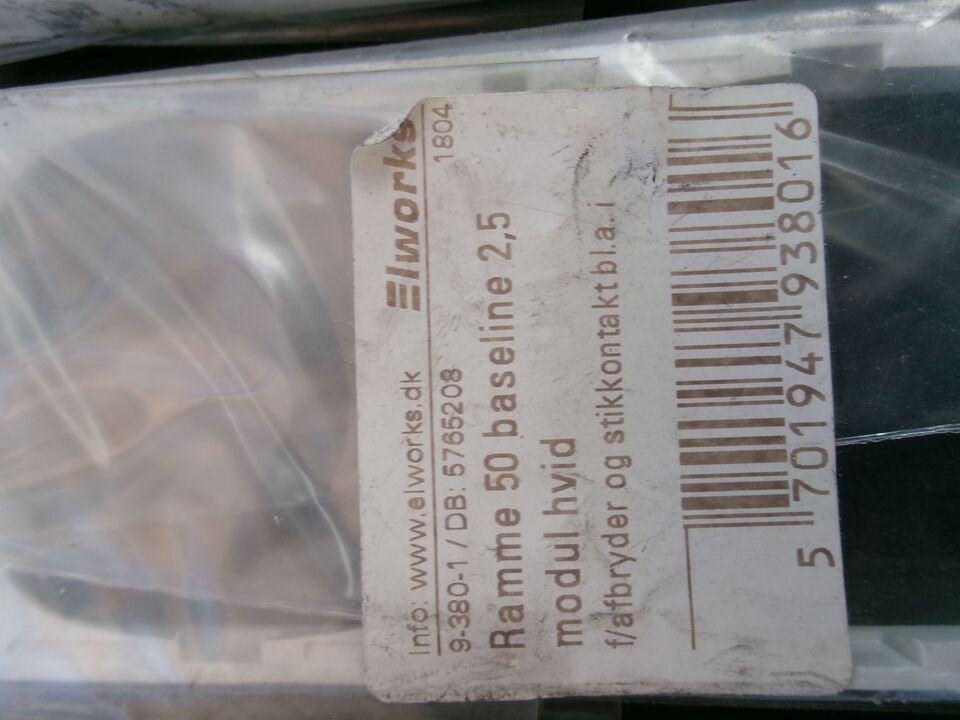 Info: www.elworks.dk Elworks
9-380-1 / DB: 5765208 1804
Ramme 50 baseline 2,5
modul hvid
f/afbryder og stikkontakt bl.a. i
5 701947 938016